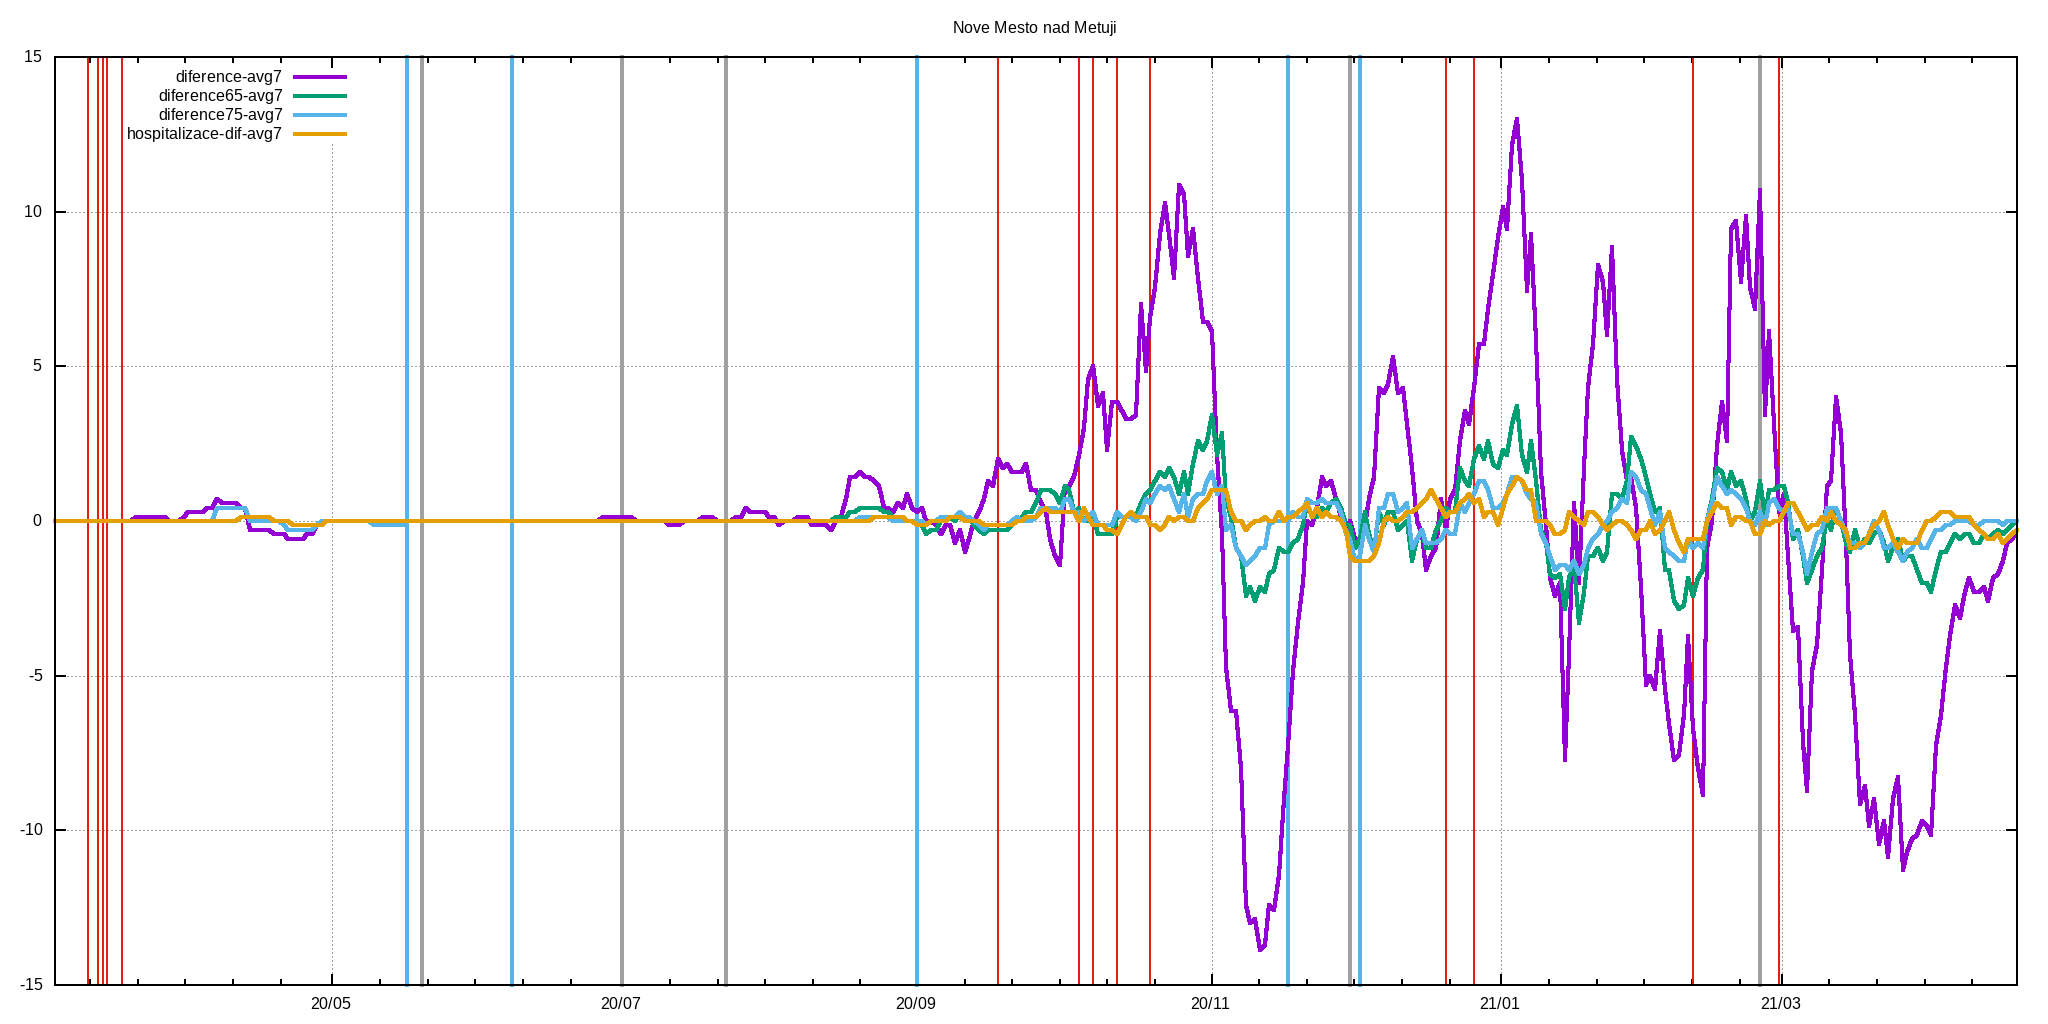 Nove Mesto nad Metuji
15
10
5
0
-5
-10
-15
diference-avg7
diference65-avg7
diference75-avg7
hospitalizace-dif-avg7
20/05 20/07 20/09 20/11 21/01 21/03